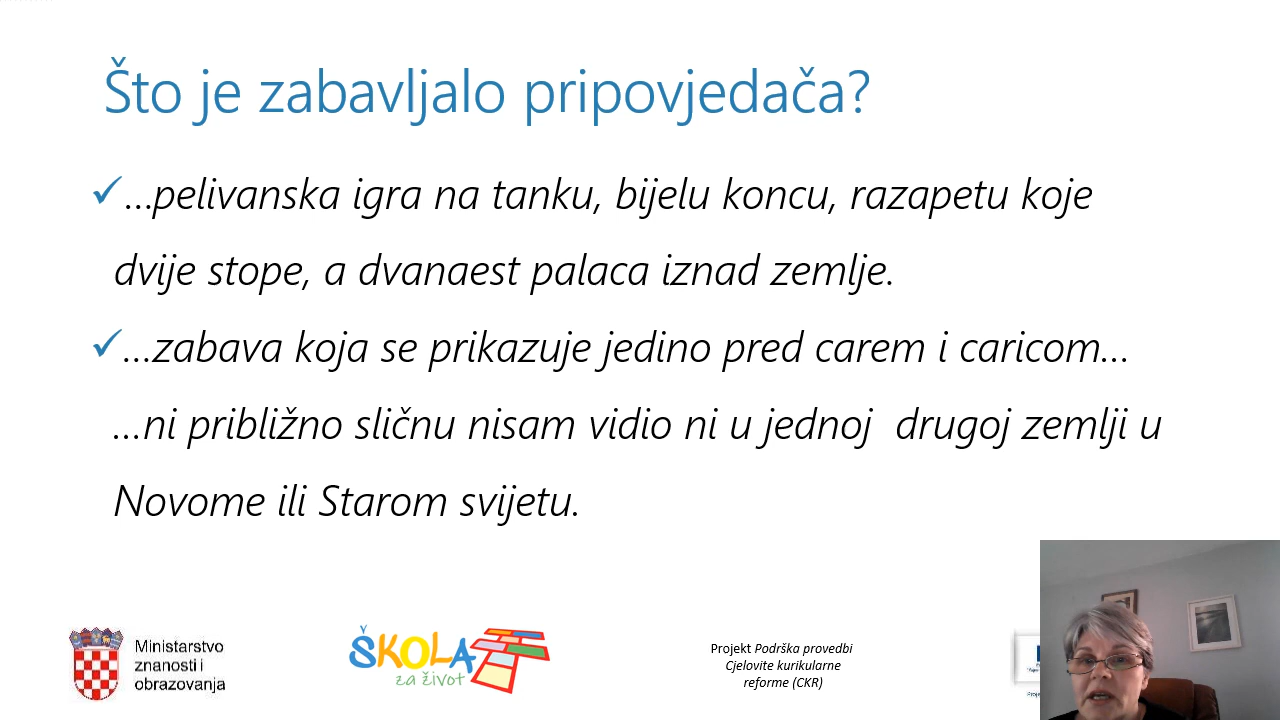 Što je zabavljalo pripovjedača?
...pelivanska igra na tanku, bijelu koncu, razapetu koje
dvije stope, a dvanaest palaca iznad zemlje.
...zabava koja se prikazuje jedino pred carem i caricom...
...ni približno sličnu nisam vidio ni u jednoj drugoj zemlji u
Novome ili Starom svijetu.
Ministarstvo
znanosti i
obrazovanja
ŠKOLA
za život
Projekt Podrška provedbi
Cjelovite kurikularne
reforme (CKR)